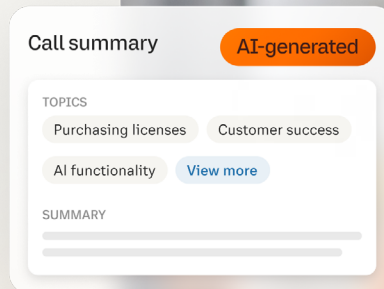 Call summary
AI-generated
TOPICS
Purchasing licenses
Customer success
AI functionality
View more
SUMMARY